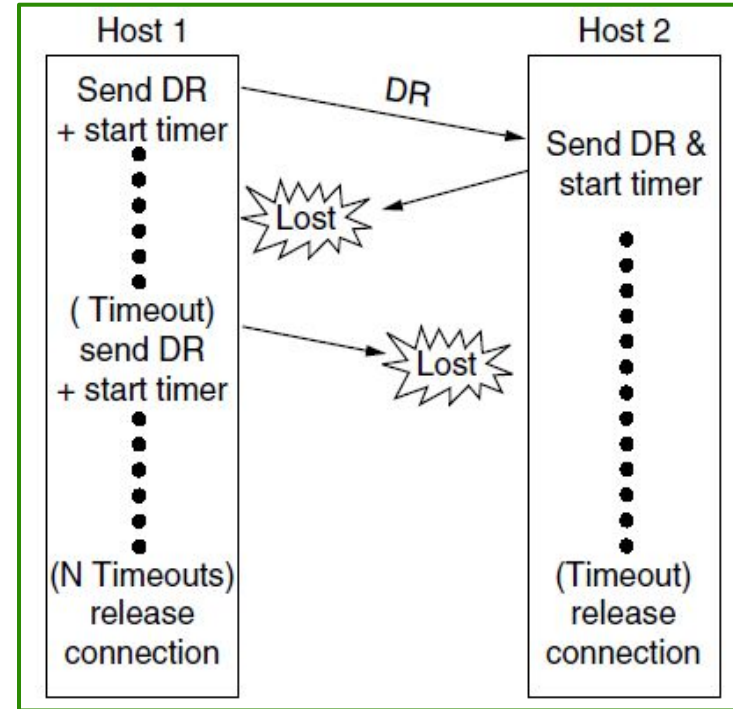 Host 1
Host 2
Send DR
+ start timer
DR
Send DR &
start timer
Lost
( Timeout)
send DR
+ start timer
Lost
(N Timeouts)
release
connection
(Timeout)
release
connection